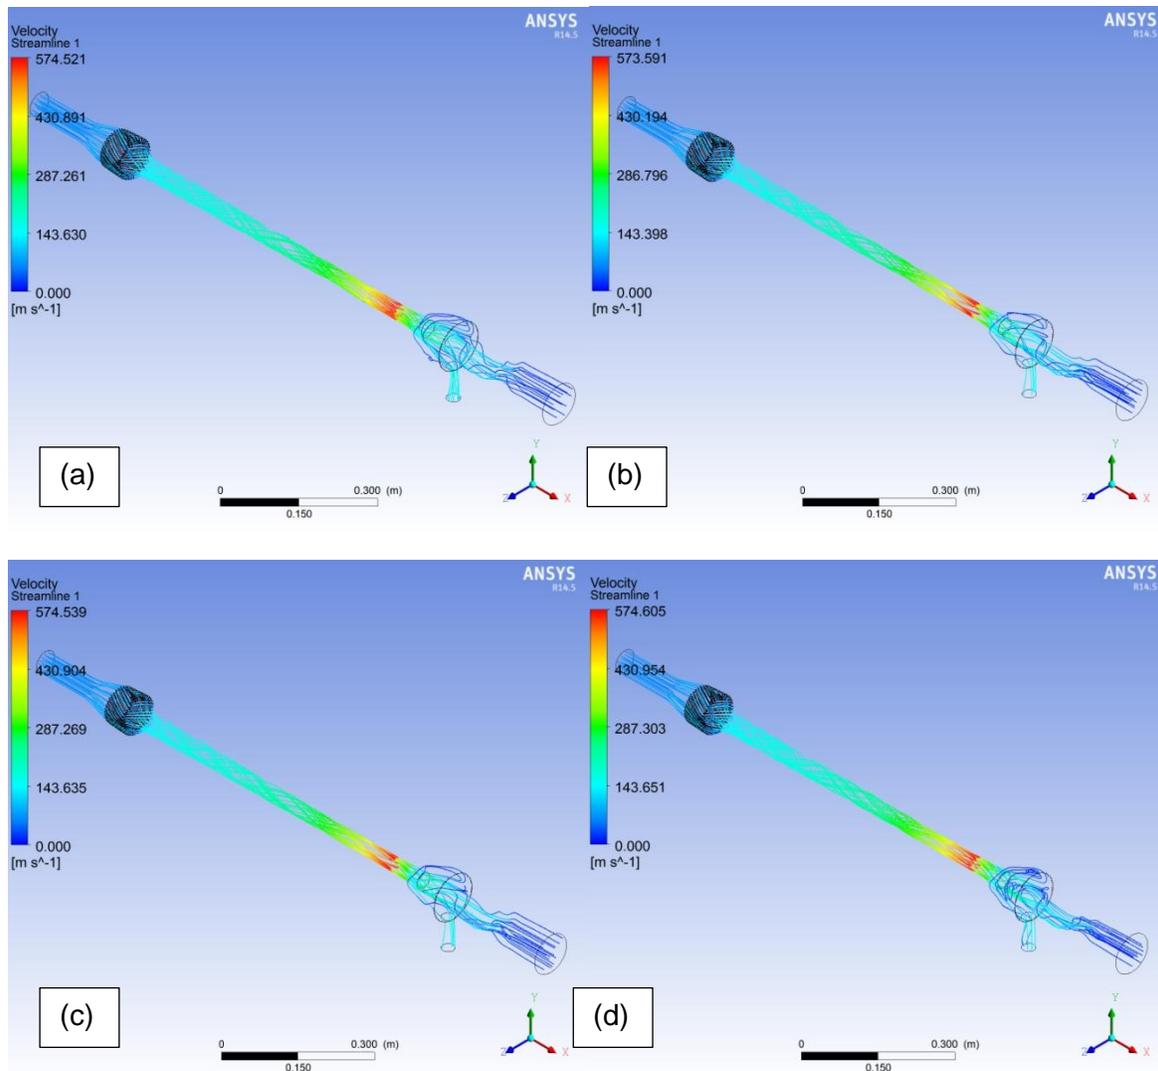 Velocity
Streamline 1
574.521
430.891
287.261
143.630
0.000
[m s^-1]
ANSYS
R14.5
(a)
0
0.300 (m)
0.150
Y
Z
X
Velocity
Streamline 1
573.591
430.194
286.796
143.398
0.000
[m s^-1]
ANSYS
R14.5
(b)
0
0.300 (m)
0.150
Y
Z
X
Velocity
Streamline 1
574.539
430.904
287.269
143.635
0.000
[m s^-1]
ANSYS
R14.5
(c)
0
0.300 (m)
0.150
Y
Z
X
Velocity
Streamline 1
574.605
430.954
287.303
143.651
0.000
[m s^-1]
ANSYS
R14.5
(d)
0
0.300 (m)
0.150
Y
Z
X